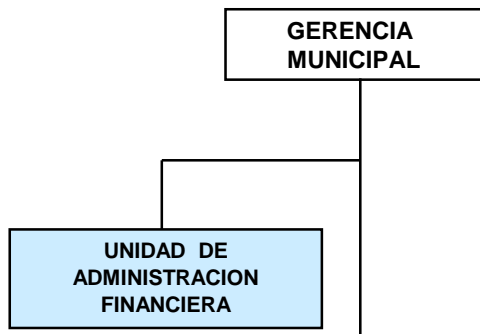 GERENCIA
MUNICIPAL
UNIDAD DE
ADMINISTRACION
FINANCIERA